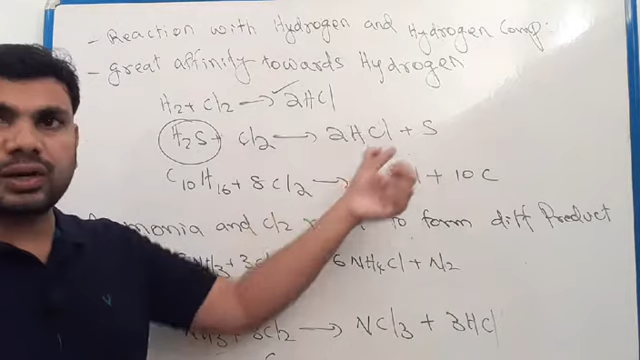 - Reaction with Hydrogen and Hydrogen Comp:
- great affinity towards Hydrogen
H2 + Cl2 → 2HCl
H2S + Cl2 → 2HCl + S
C10H16 + 8Cl2 → + 10C
and Cl2 to form diff Product
6NH4Cl + N2
→ NCl3 + 3HCl